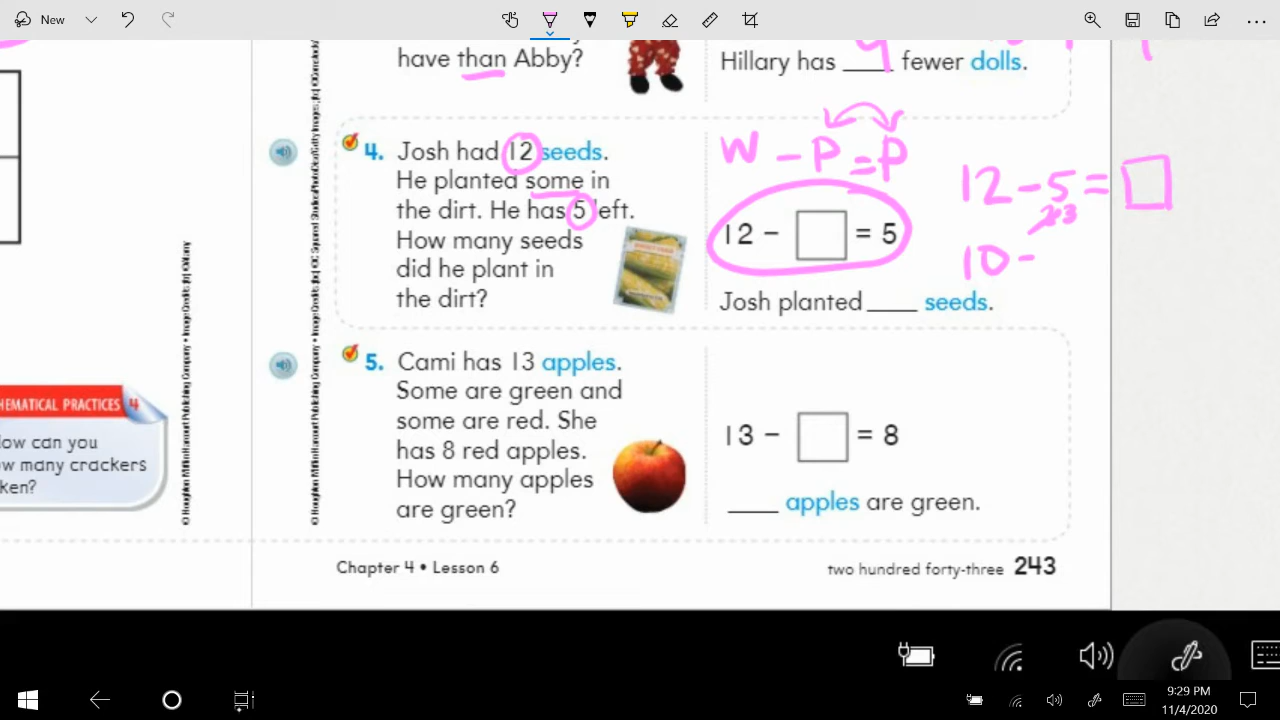 New
have than Abby?
Hillary has 4 fewer dolls.
4. Josh had 12 seeds.
He planted some in
the dirt. He has 5 left.
How many seeds
did he plant in
the dirt?
W - P = P
12 - □ = 5
Josh planted ____ seeds.
12 - 5 = □
2 3
10 -
5. Cami has 13 apples.
Some are green and
some are red. She
has 8 red apples.
How many apples
are green?
13 - □ = 8
____ apples are green.
HEMATICAL PRACTICES 4
How can you
ow many crackers
ken?
Chapter 4 • Lesson 6
two hundred forty-three 243
9:29 PM
11/4/2020